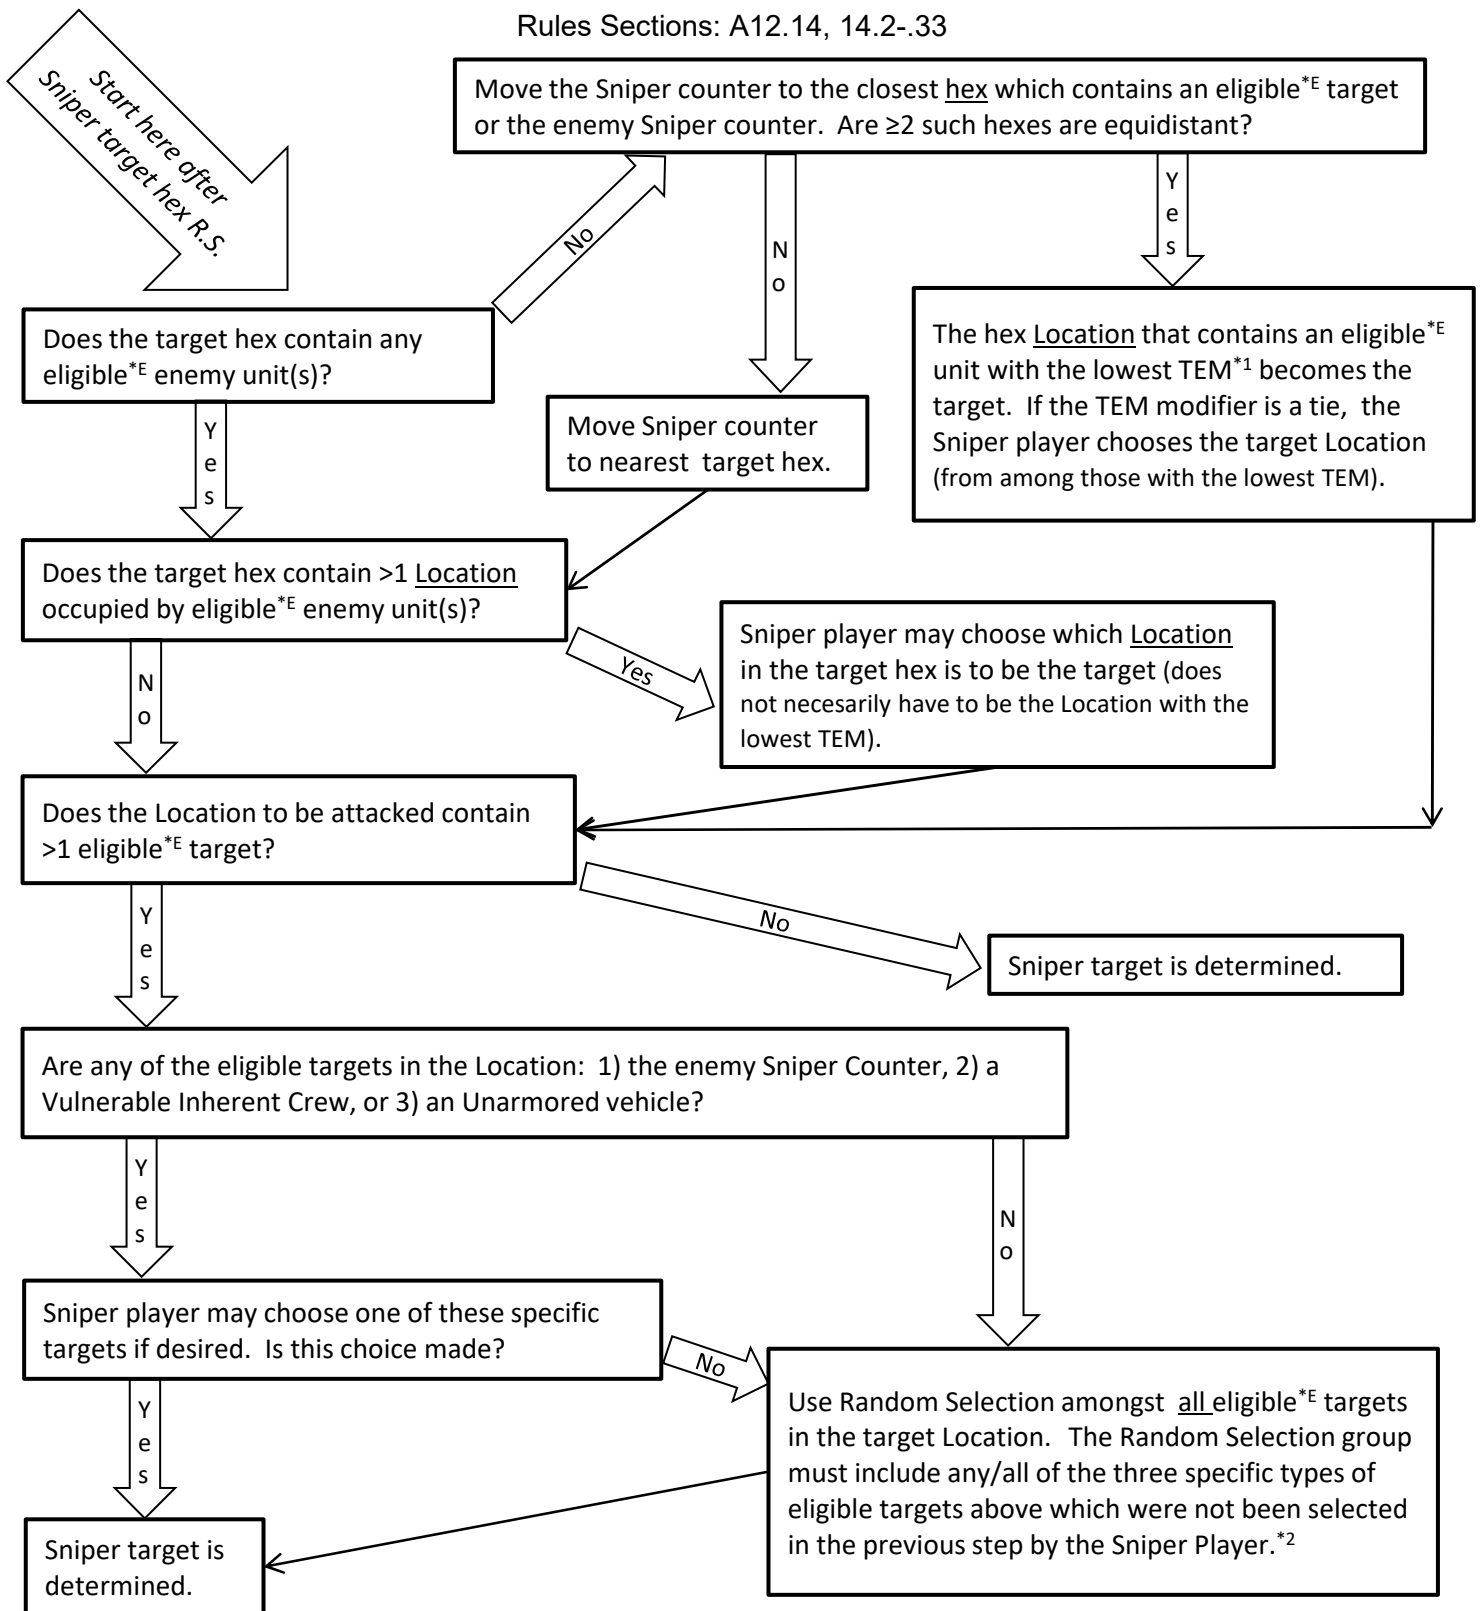 Rules Sections: A12.14, 14.2-.33
Start here after
Sniper target hex R.S.
Move the Sniper counter to the closest hex which contains an eligible*E target
or the enemy Sniper counter. Are ≥2 such hexes are equidistant?
No
No
Yes
Does the target hex contain any
eligible*E enemy unit(s)?
The hex Location that contains an eligible*E
unit with the lowest TEM*1 becomes the
target. If the TEM modifier is a tie, the
Sniper player chooses the target Location
(from among those with the lowest TEM).
Yes
Move Sniper counter
to nearest target hex.
Does the target hex contain >1 Location
occupied by eligible*E enemy unit(s)?
Yes
Sniper player may choose which Location
in the target hex is to be the target (does
not necesarily have to be the Location with the
lowest TEM).
No
Does the Location to be attacked contain
>1 eligible*E target?
No
Yes
Sniper target is determined.
Are any of the eligible targets in the Location: 1) the enemy Sniper Counter, 2) a
Vulnerable Inherent Crew, or 3) an Unarmored vehicle?
Yes
No
Sniper player may choose one of these specific
targets if desired. Is this choice made?
No
Yes
Use Random Selection amongst all eligible*E targets
in the target Location. The Random Selection group
must include any/all of the three specific types of
eligible targets above which were not been selected
in the previous step by the Sniper Player.*2
Sniper target is
determined.